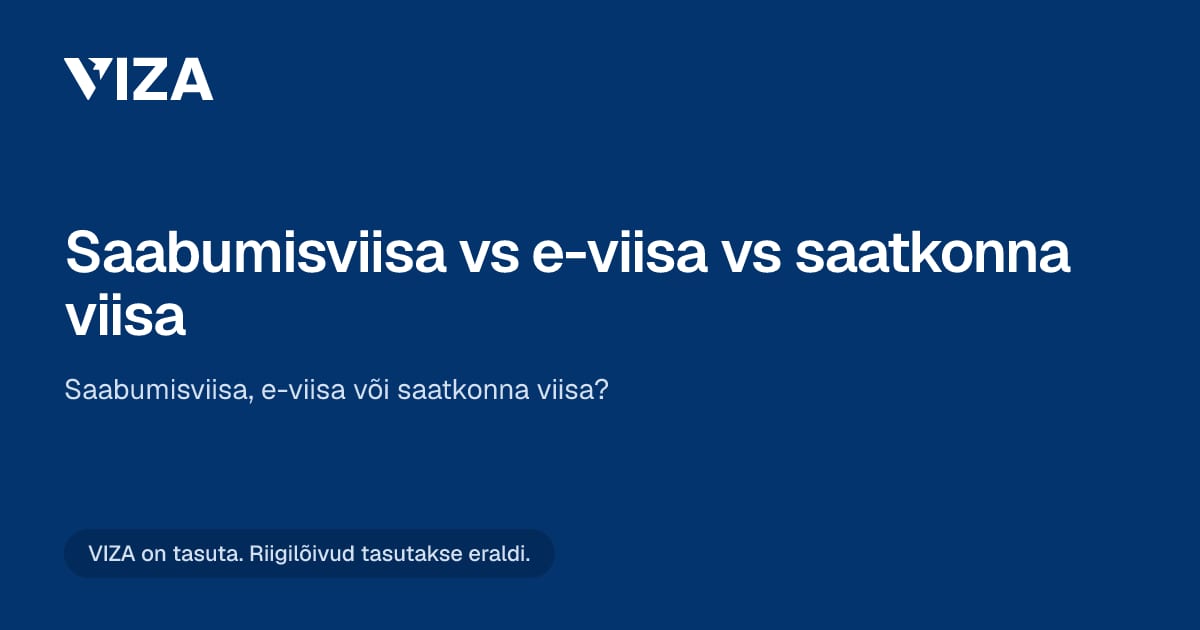 VIZA
Saabumisviisa vs e-viisa vs saatkonna
viisa
Saabumisviisa, e-viisa või saatkonna viisa?
VIZA on tasuta. Riigilõivud tasutakse eraldi.